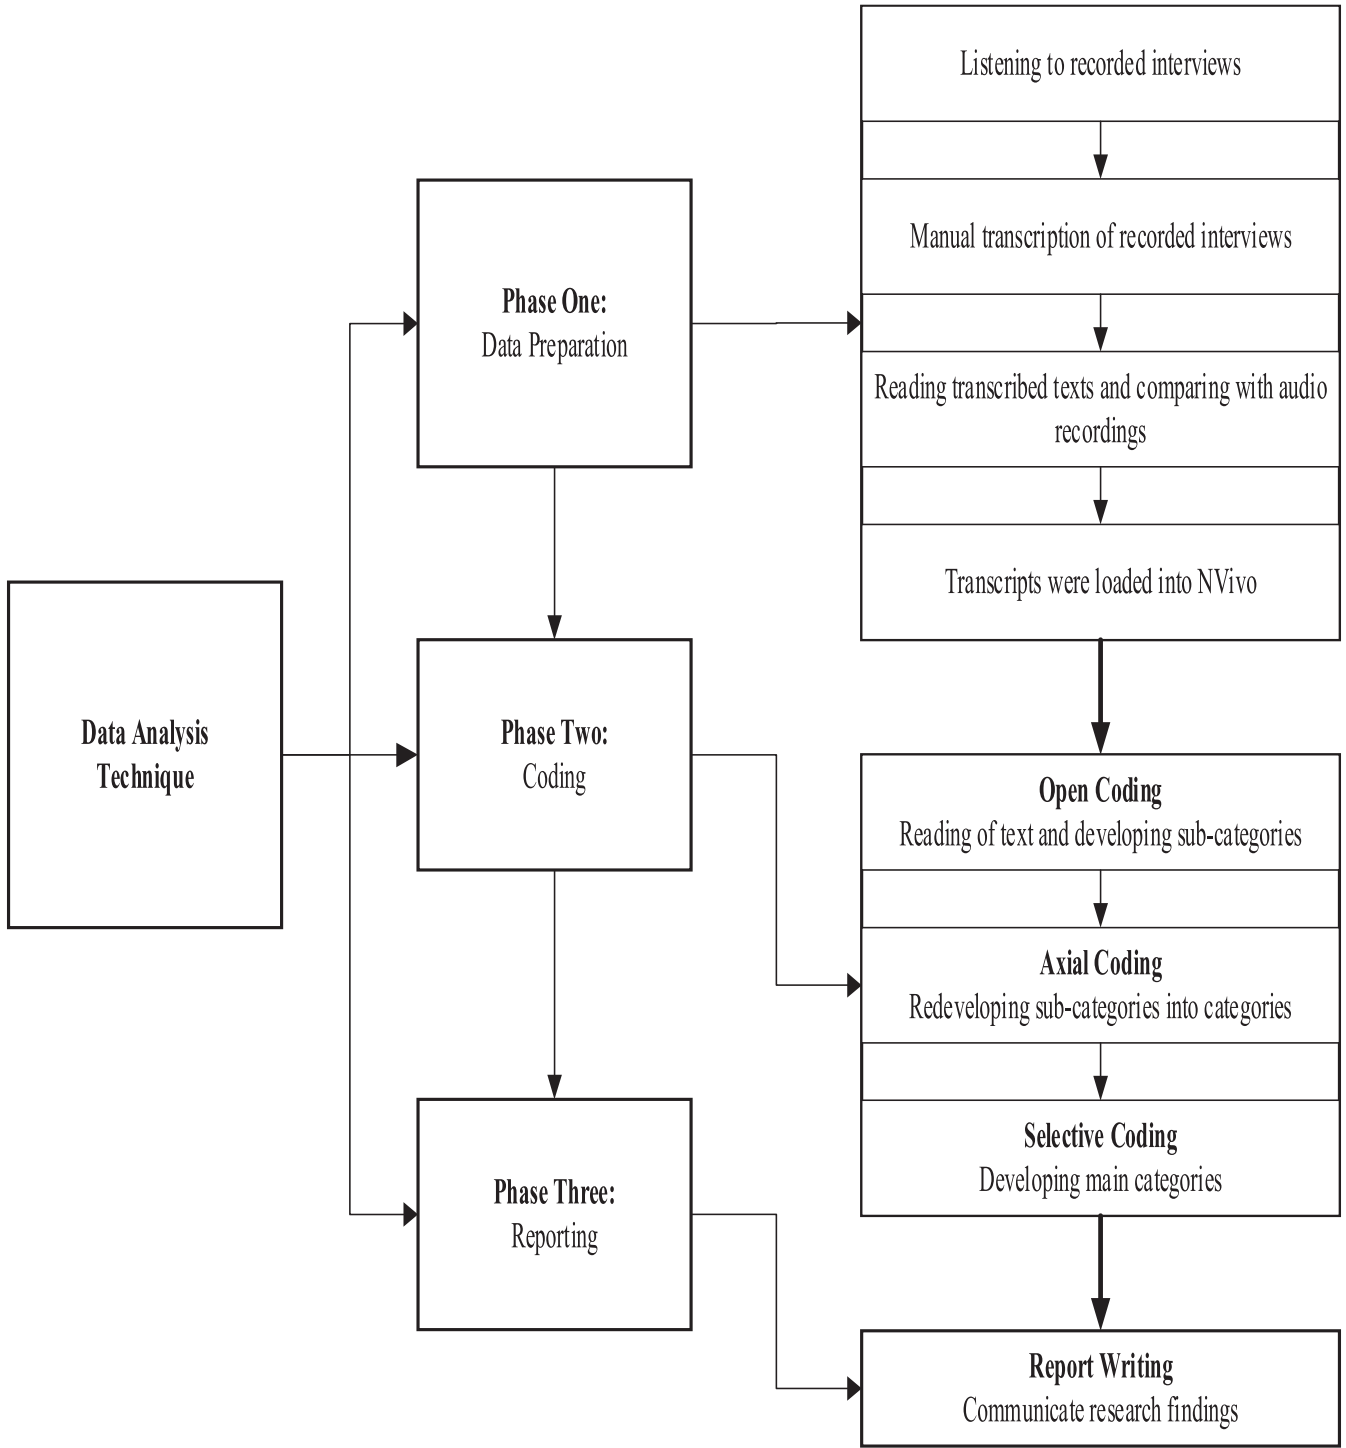 Data Analysis
Technique
Phase One:
Data Preparation
Phase Two:
Coding
Phase Three:
Reporting
Listening to recorded interviews
Manual transcription of recorded interviews
Reading transcribed texts and comparing with audio
recordings
Transcripts were loaded into NVivo
Open Coding
Reading of text and developing sub-categories
Axial Coding
Redeveloping sub-categories into categories
Selective Coding
Developing main categories
Report Writing
Communicate research findings